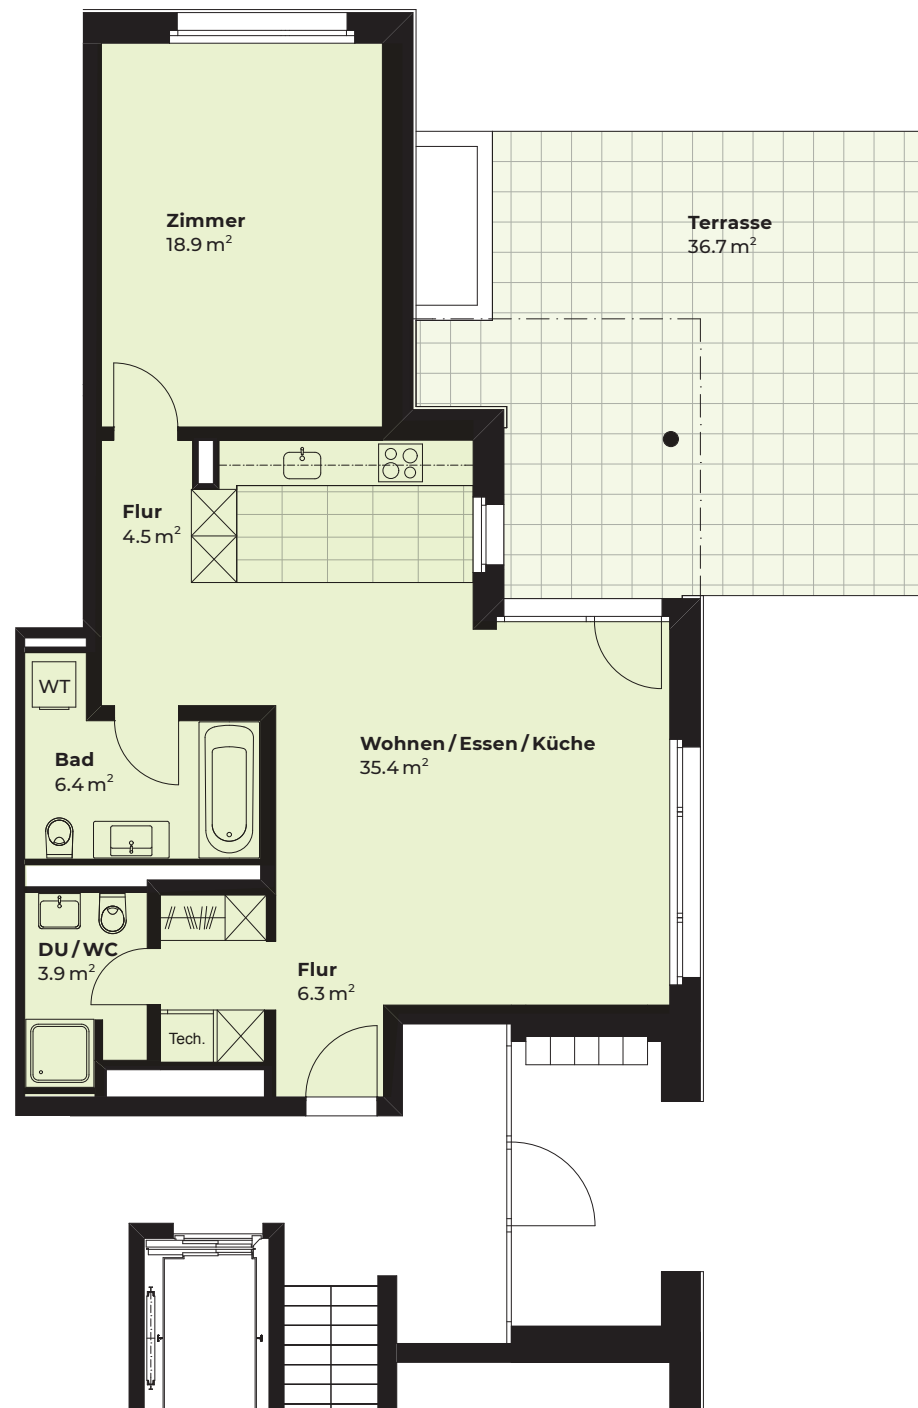 Zimmer
18.9 m²
Terrasse
36.7 m²
Flur
4.5 m²
WT
Bad
6.4 m²
Wohnen / Essen / Küche
35.4 m²
DU / WC
3.9 m²
Flur
6.3 m²
Tech.